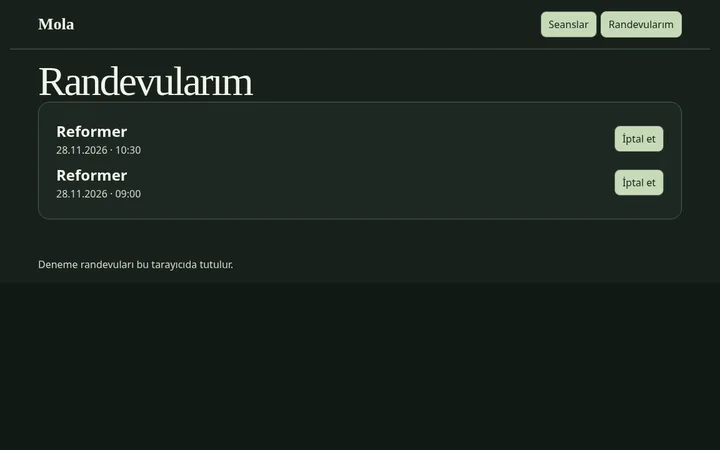 Mola
Seanslar
Randevularım
Randevularım
Reformer
28.11.2026 · 10:30
İptal et
Reformer
28.11.2026 · 09:00
İptal et
Deneme randevuları bu tarayıcıda tutulur.